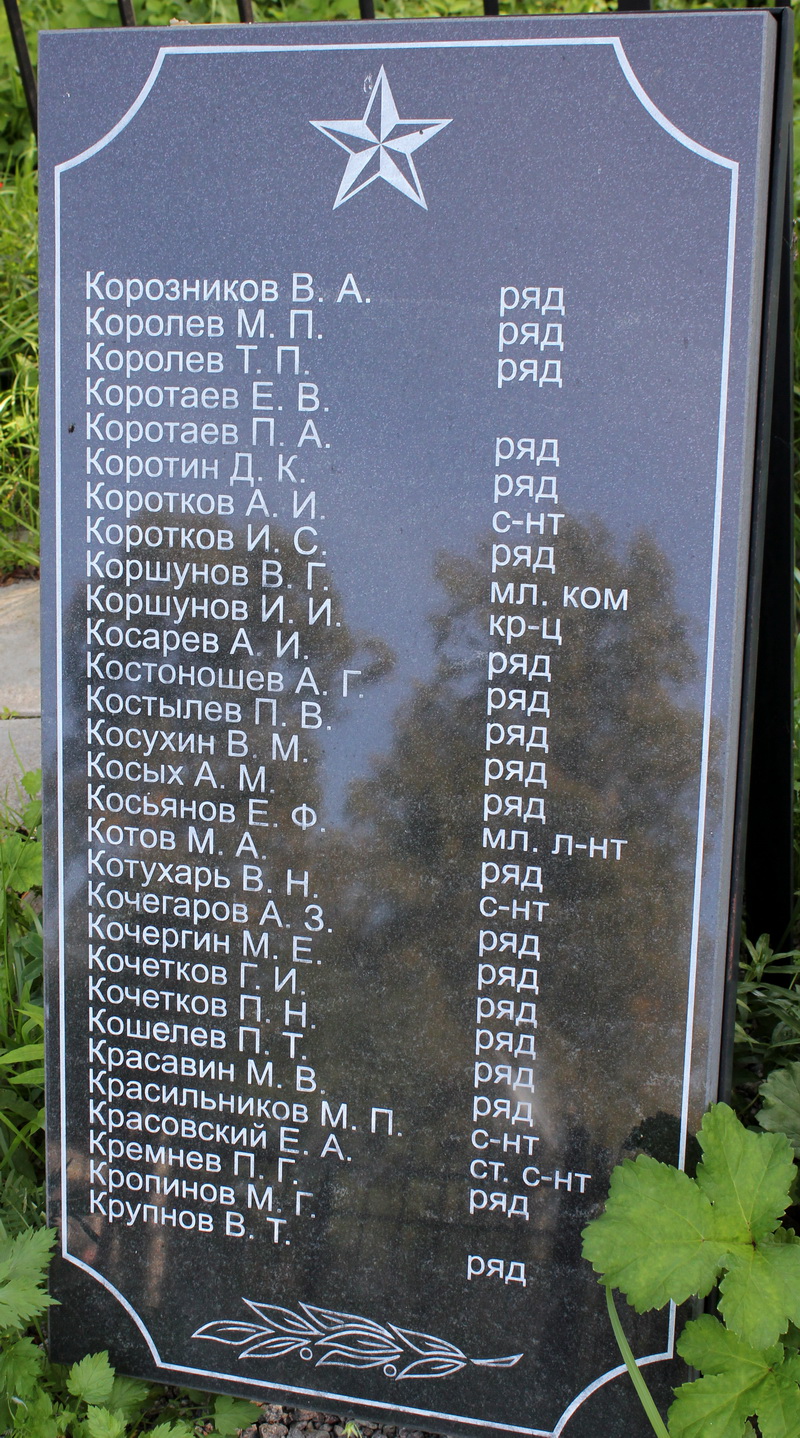 Корозников В. А. ряд
Королев М. П. ряд
Королев Т. П. ряд
Коротаев Е. В.
Коротаев П. А. ряд
Коротин Д. К. ряд
Коротков А. И. с-нт
Коротков И. С. ряд
Коршунов В. Г. мл. ком
Коршунов И. И. кр-ц
Косарев А. И. ряд
Костоношев А. Г. ряд
Костылев П. В. ряд
Косухин В. М. ряд
Косых А. М. ряд
Косьянов Е. Ф. мл. л-нт
Котов М. А. ряд
Котухарь В. Н. с-нт
Кочегаров А. З. ряд
Кочергин М. Е. ряд
Кочетков Г. И. ряд
Кочетков П. Н. ряд
Кошелев П. Т. ряд
Красавин М. В. ряд
Красильников М. П. с-нт
Красовский Е. А. ст. с-нт
Кремнев П. Г. ряд
Кропинов М. Г.
Крупнов В. Т. ряд